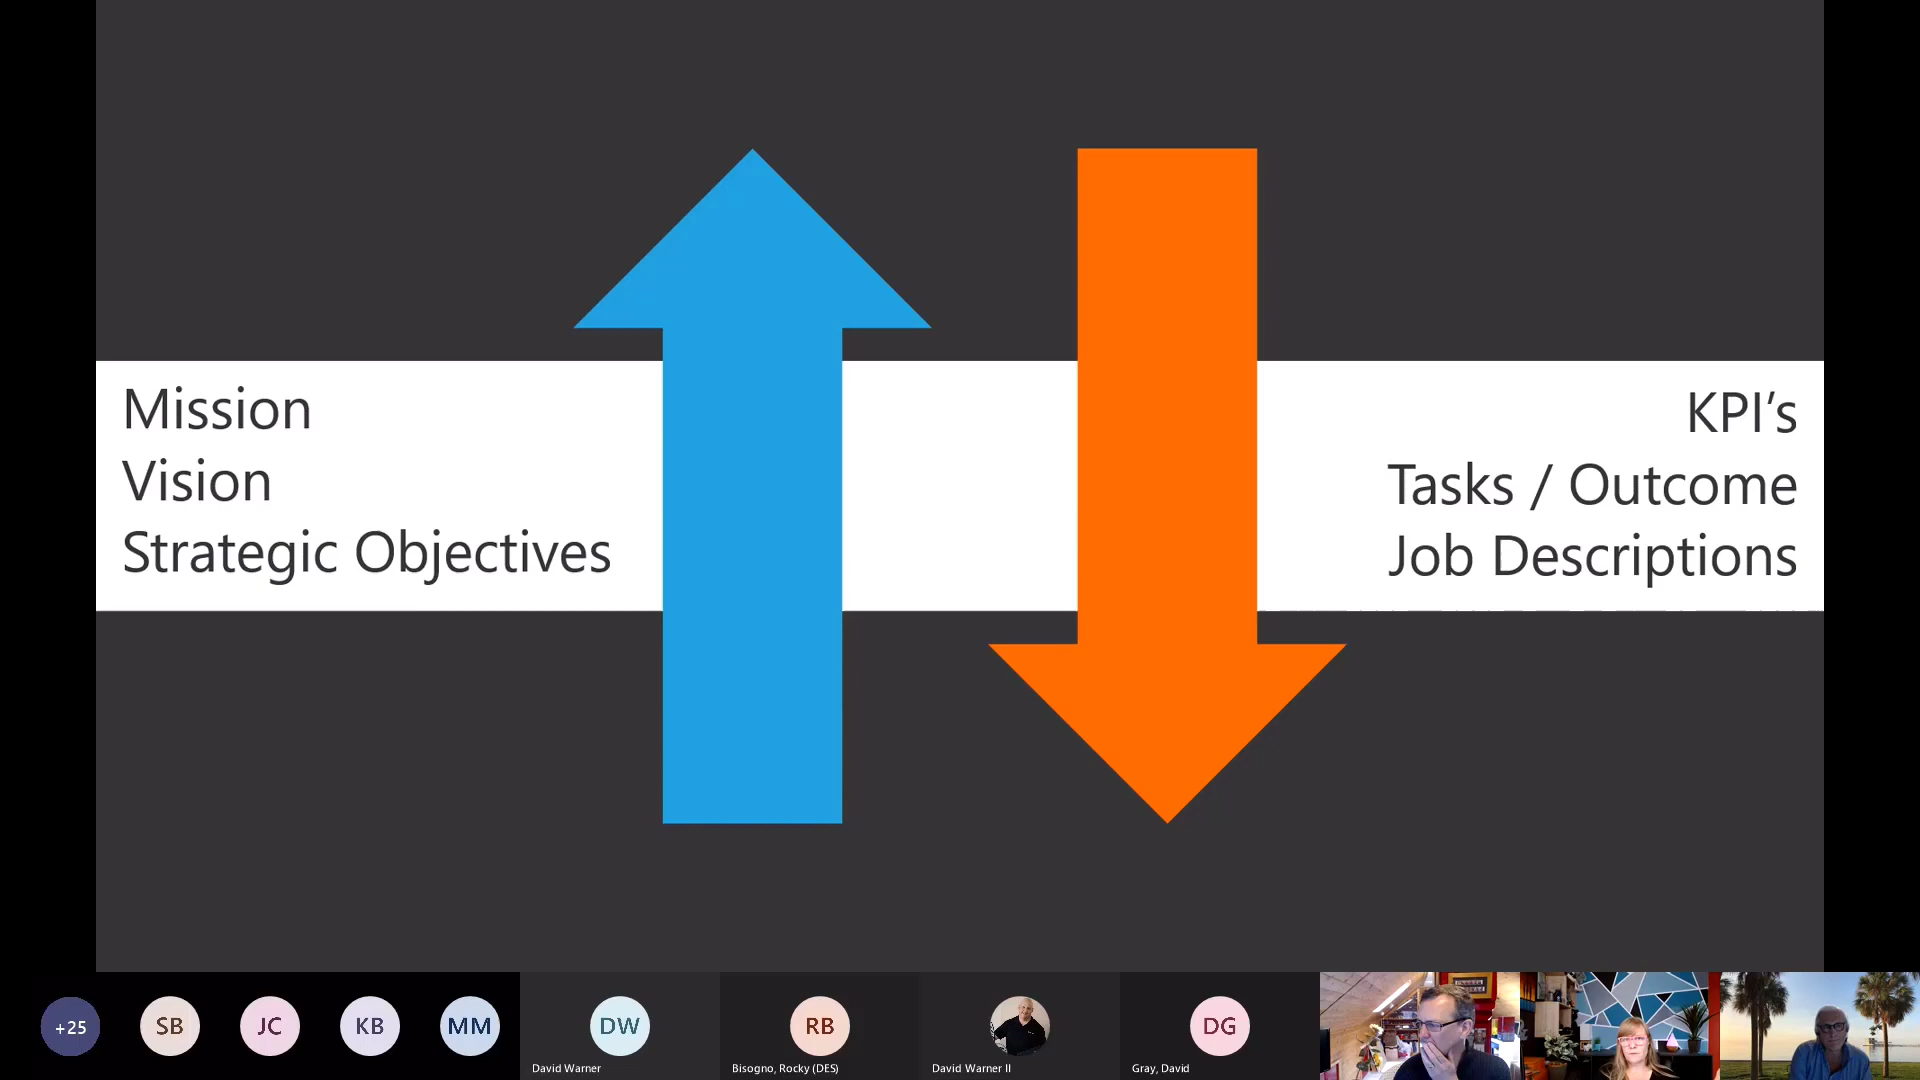 Mission
Vision
Strategic Objectives
KPI’s
Tasks / Outcome
Job Descriptions
+25
SB
JC
KB
MM
DW
David Warner
RB
Bisogno, Rocky (DES)
David Warner II
DG
Gray, David